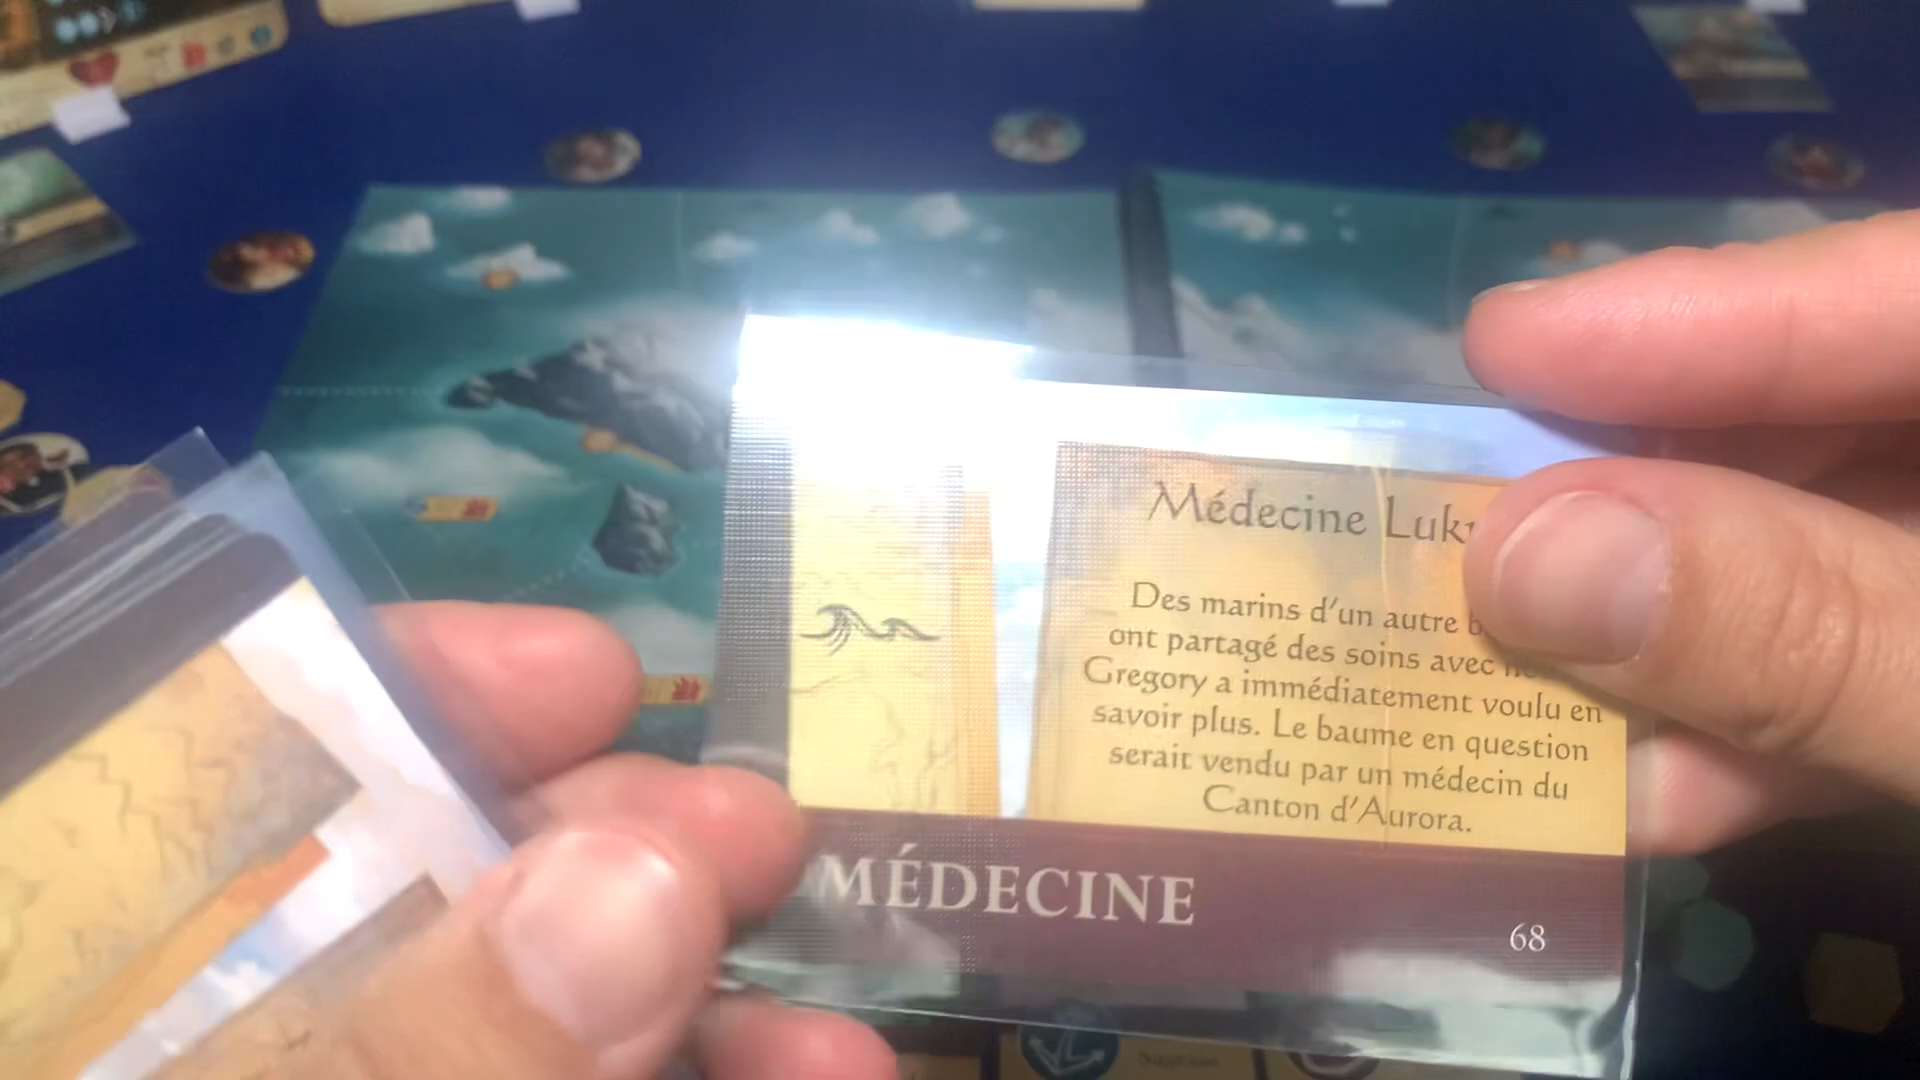 Médecine
Des marins d'un autre
ont partagé des soins avec
Gregory a immédiatement voulu en
savoir plus. Le baume en question
serait vendu par un médecin du
Canton d'Aurora.
MÉDECINE
68